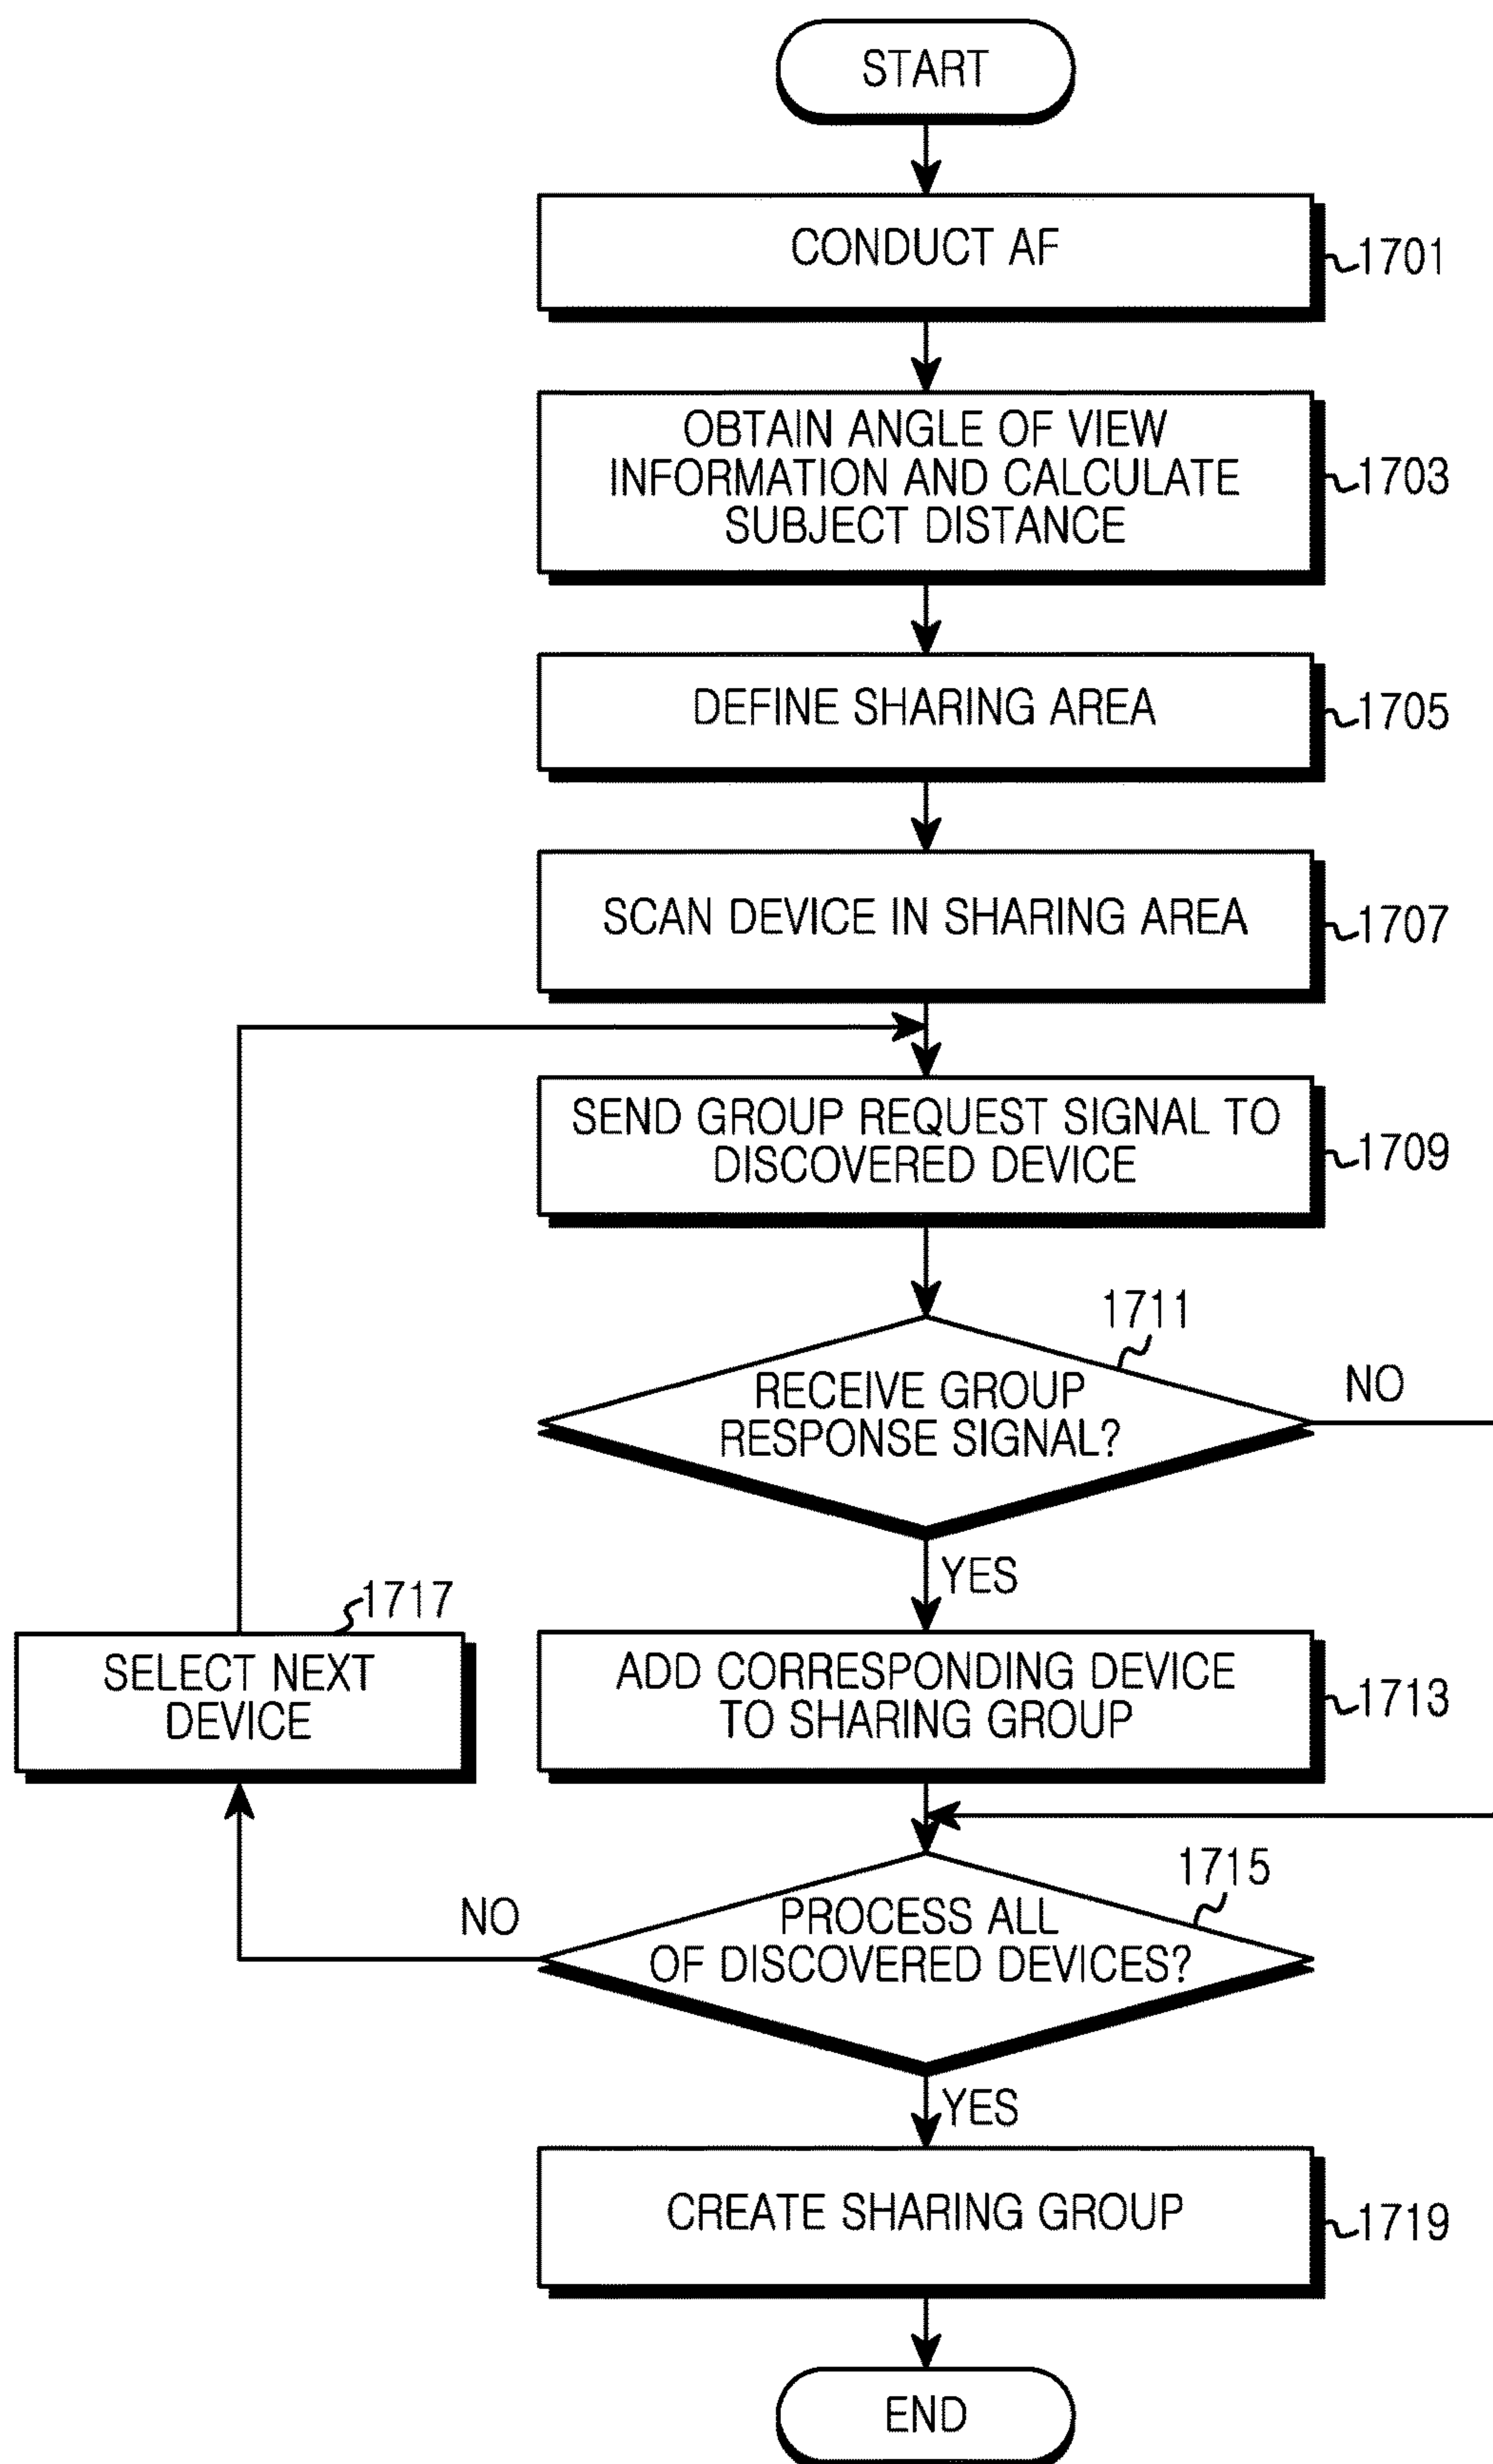 START
CONDUCT AF
1701
OBTAIN ANGLE OF VIEW
INFORMATION AND CALCULATE
SUBJECT DISTANCE
1703
DEFINE SHARING AREA
1705
SCAN DEVICE IN SHARING AREA
1707
SEND GROUP REQUEST SIGNAL TO
DISCOVERED DEVICE
1709
1711
RECEIVE GROUP
RESPONSE SIGNAL?
NO
YES
1717
SELECT NEXT
DEVICE
ADD CORRESPONDING DEVICE
TO SHARING GROUP
1713
1715
PROCESS ALL
OF DISCOVERED DEVICES?
NO
YES
CREATE SHARING GROUP
1719
END